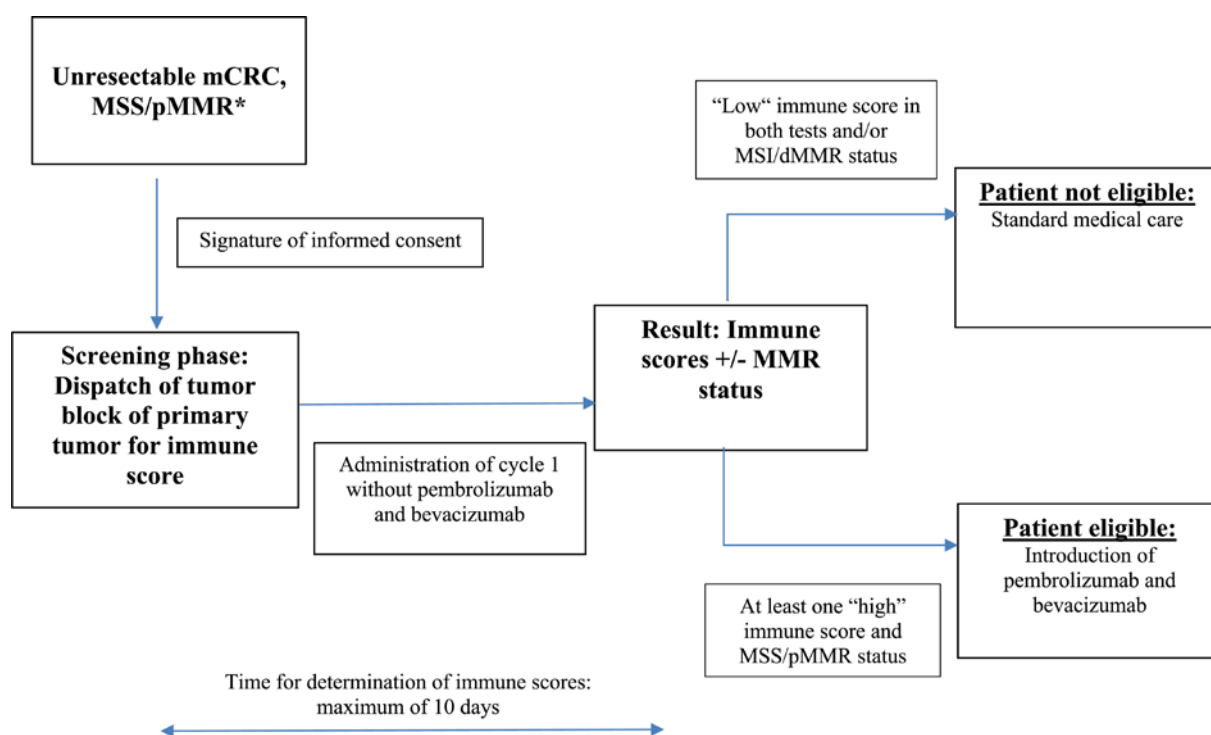 Unresectable mCRC,
MSS/pMMR*
Signature of informed consent
Screening phase:
Dispatch of tumor
block of primary
tumor for immune
score
Administration of cycle 1
without pembrolizumab
and bevacizumab
Result: Immune
scores +/- MMR
status
“Low“ immune score in
both tests and/or
MSI/dMMR status
Patient not eligible:
Standard medical care
At least one “high”
immune score and
MSS/pMMR status
Patient eligible:
Introduction of
pembrolizumab and
bevacizumab
Time for determination of immune scores:
maximum of 10 days